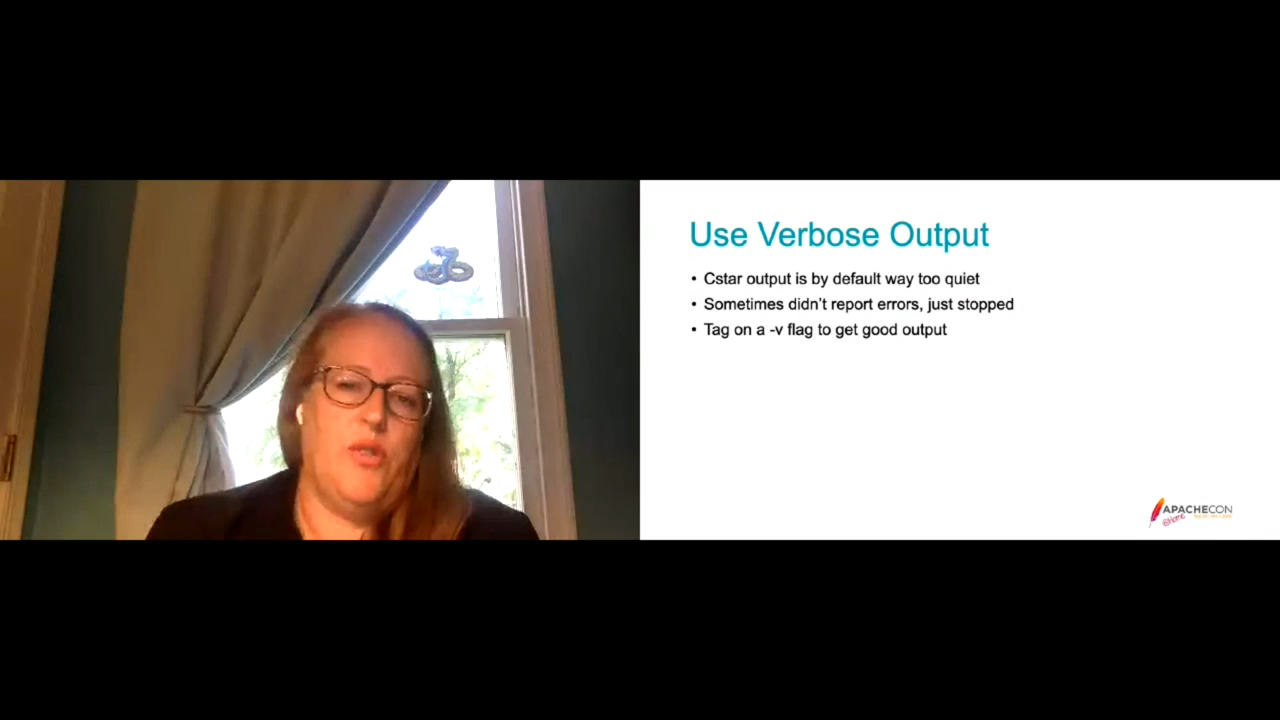 Use Verbose Output
• Cstar output is by default way too quiet
• Sometimes didn't report errors, just stopped
• Tag on a -v flag to get good output
APACHECON
@Home